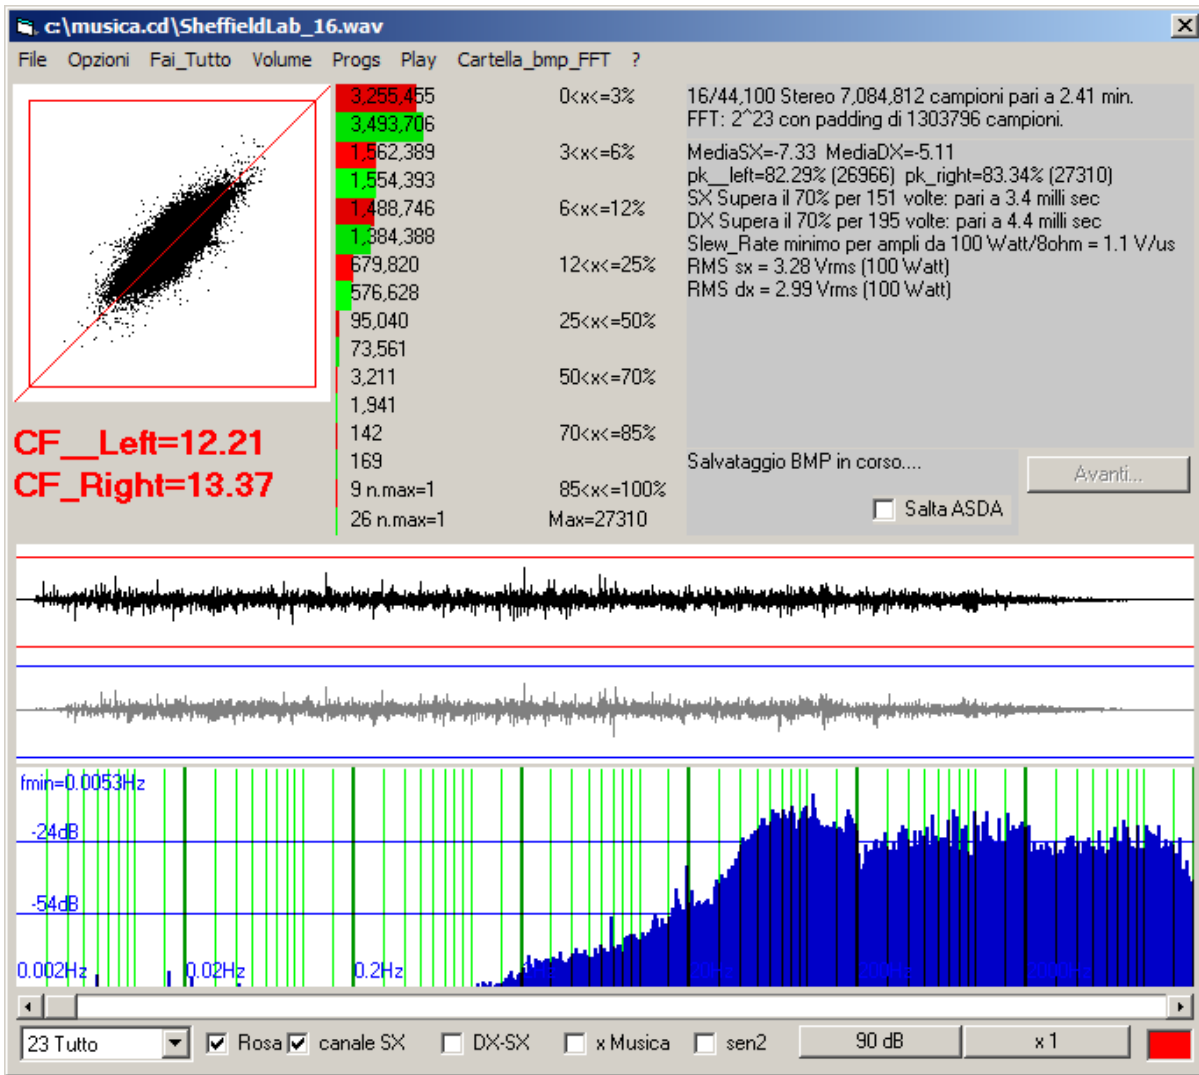 c:\musica.cd\SheffieldLab_16.wav
File Opzioni Fai_Tutto Volume Progs Play Cartella_bmp_FFT ?
3,255,455 0<x<=3%
3,493,706
1,562,389 3<x<=6%
1,554,393
1,488,746 6<x<=12%
1,384,388
679,820 12<x<=25%
576,628
95,040 25<x<=50%
73,561
3,211 50<x<=70%
1,941
142 70<x<=85%
169
9 n.max=1 85<x<=100%
26 n.max=1 Max=27310
16/44,100 Stereo 7,084,812 campioni pari a 2.41 min.
FFT: 2^23 con padding di 1303796 campioni.
MediaSX=-7.33 MediaDX=-5.11
pk__left=82.29% (26966) pk_right=83.34% (27310)
SX Supera il 70% per 151 volte: pari a 3.4 milli sec
DX Supera il 70% per 195 volte: pari a 4.4 milli sec
Slew_Rate minimo per ampli da 100 Watt/8ohm = 1.1 V/us
RMS sx = 3.28 Vrms (100 Watt)
RMS dx = 2.99 Vrms (100 Watt)
CF__Left=12.21
CF_Right=13.37
Salvataggio BMP in corso....
Avanti...
Salta ASDA
fmin=0.0053Hz
-24dB
-54dB
0.002Hz 0.02Hz 0.2Hz 20Hz 200Hz 2000Hz
23 Tutto Rosa canale SX DX-SX x Musica sen2 90 dB x 1